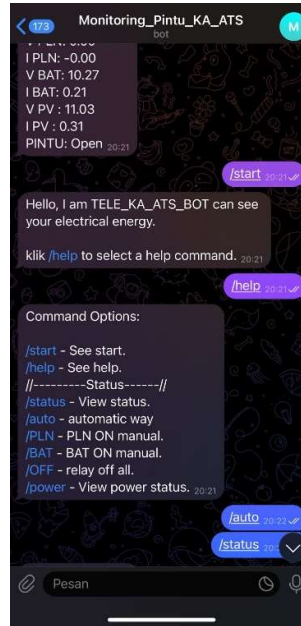 173
Monitoring_Pintu_KA_ATS
bot
M
I PLN: -0.00
V BAT: 10.27
I BAT: 0.21
V PV : 11.03
I PV : 0.31
PINTU: Open 20:21
/start 20:21
Hello, I am TELE_KA_ATS_BOT can see
your electrical energy.
klik /help to select a help command. 20:21
/help 20:21
Command Options:
/start - See start.
/help - See help.
//---------Status------//
/status - View status.
/auto - automatic way
/PLN - PLN ON manual.
/BAT - BAT ON manual.
/OFF - relay off all.
/power - View power status. 20:21
/auto 20:22
/status
Pesan